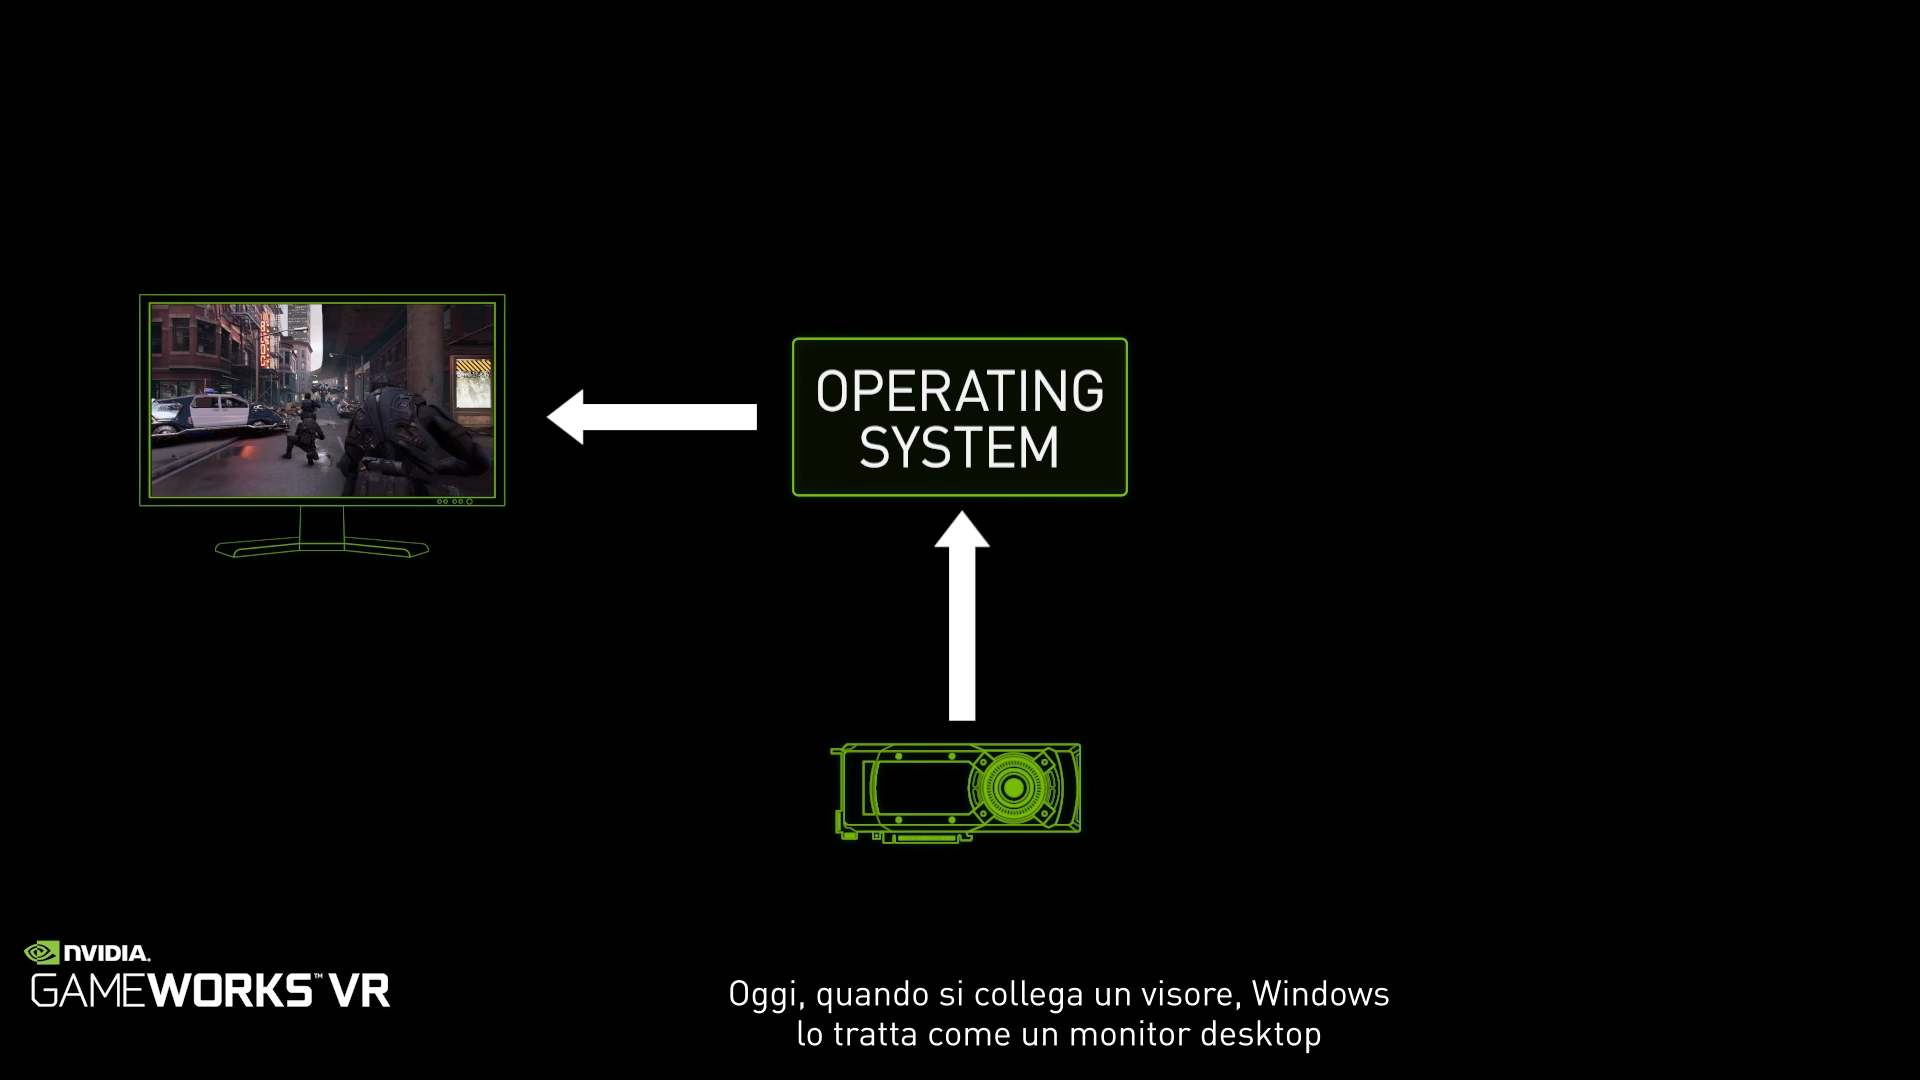 OPERATING
SYSTEM
NVIDIA.
GAMEWORKS™ VR
Oggi, quando si collega un visore, Windows
lo tratta come un monitor desktop